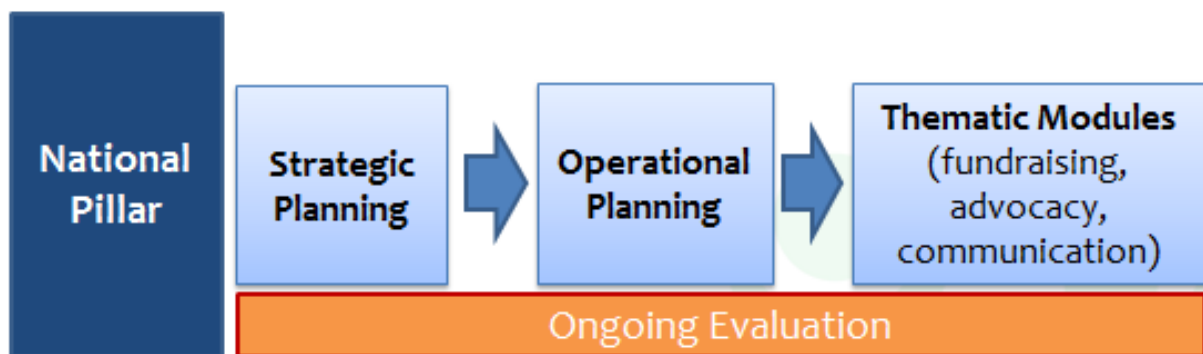 National
Pillar
Strategic
Planning
Operational
Planning
Thematic Modules
(fundraising,
advocacy,
communication)
Ongoing Evaluation